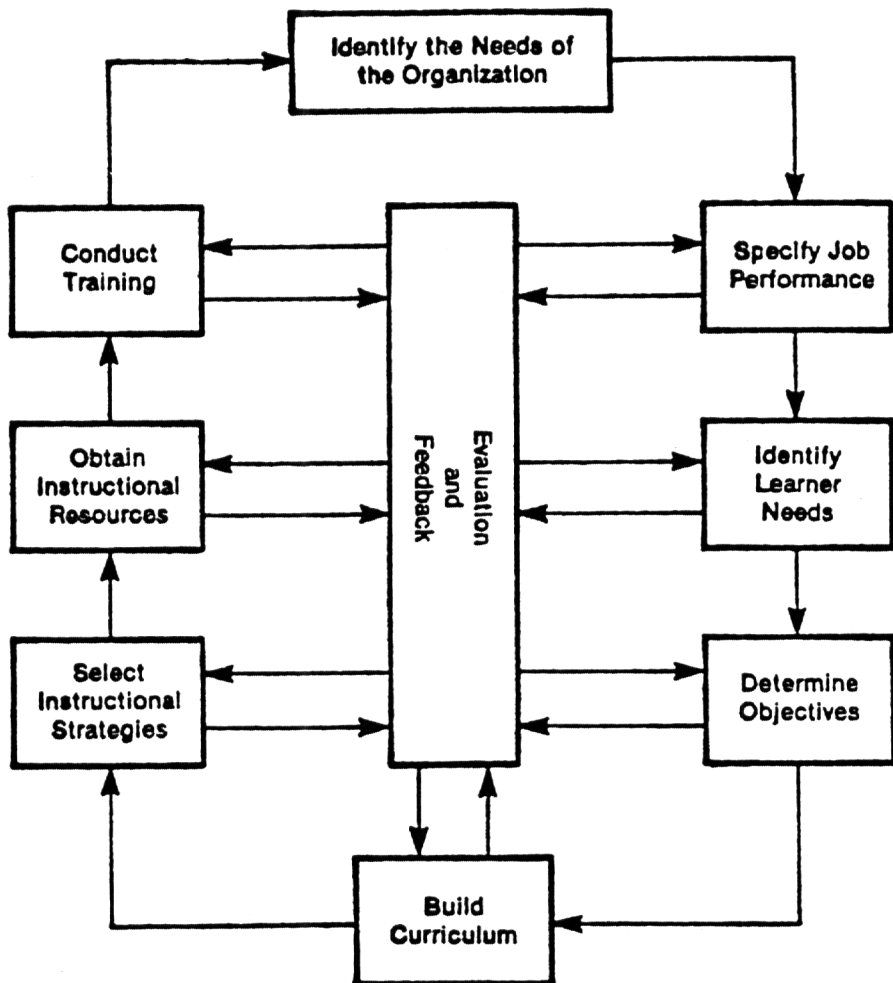 Identify the Needs of
the Organization
Conduct
Training
Specify Job
Performance
Evaluation
and
Feedback
Obtain
Instructional
Resources
Identify
Learner
Needs
Select
Instructional
Strategies
Determine
Objectives
Build
Curriculum